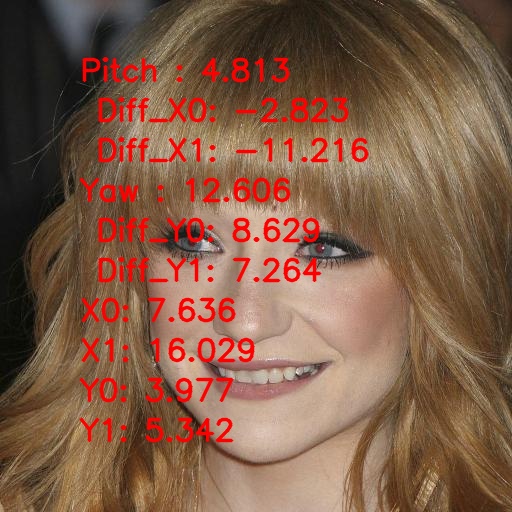 Pitch : 4.813
Diff_X0: -2.823
Diff_X1: -11.216
Yaw : 12.606
Diff_Y0: 8.629
Diff_Y1: 7.264
X0: 7.636
X1: 16.029
Y0: 3.977
Y1: 5.342